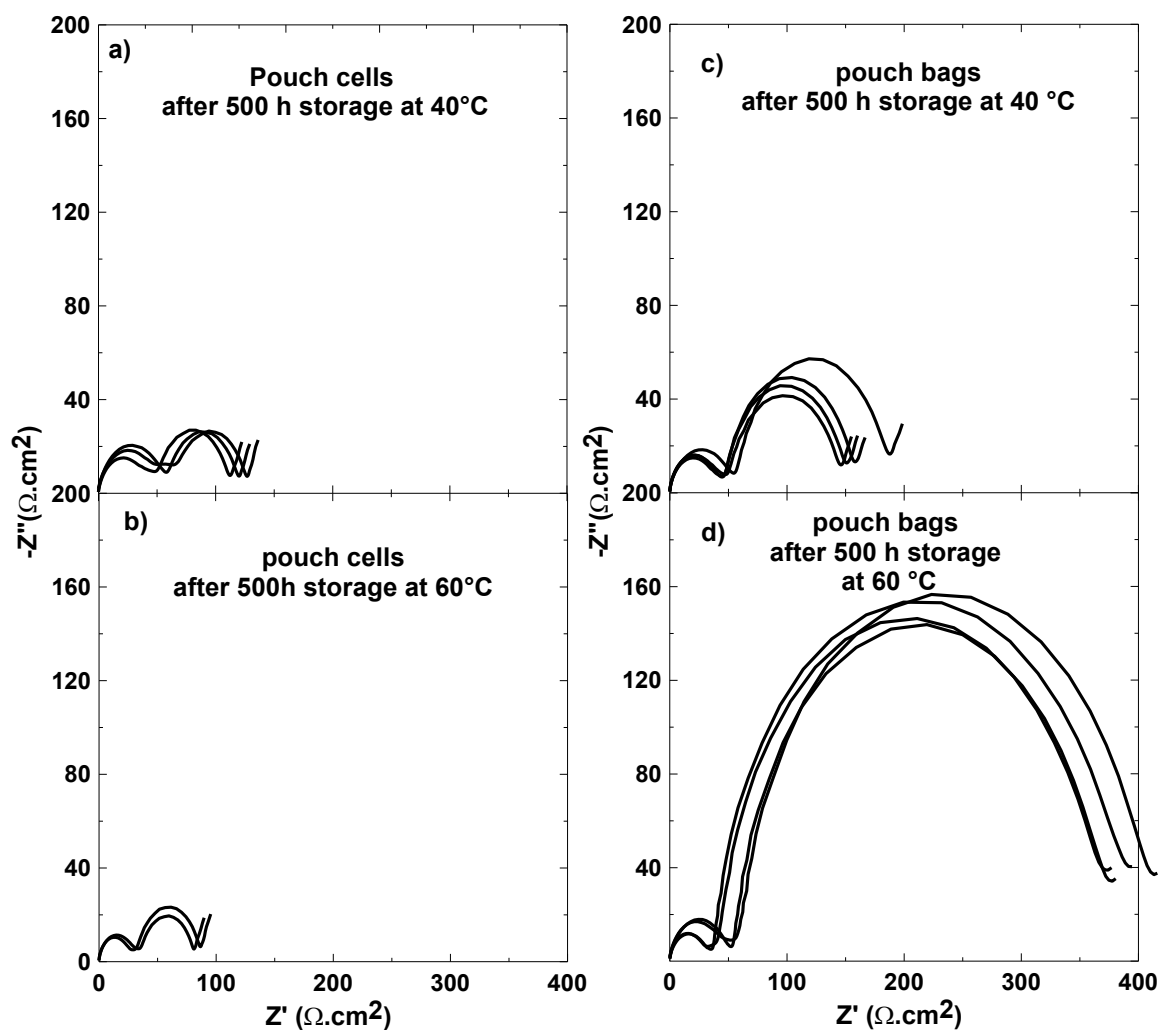 a)
Pouch cells
after 500 h storage at 40°C
200
160
120
80
40
c)
pouch bags
after 500 h storage at 40 °C
200
160
120
80
40
0
-Z"(Ω.cm2)
-Z"(Ω.cm2)
b)
pouch cells
after 500h storage at 60°C
200
160
120
80
40
0
0
100
200
300
400
Z' (Ω.cm2)
d)
pouch bags
after 500 h storage
at 60 °C
160
120
80
40
0
0
100
200
300
400
Z' (Ω.cm2)